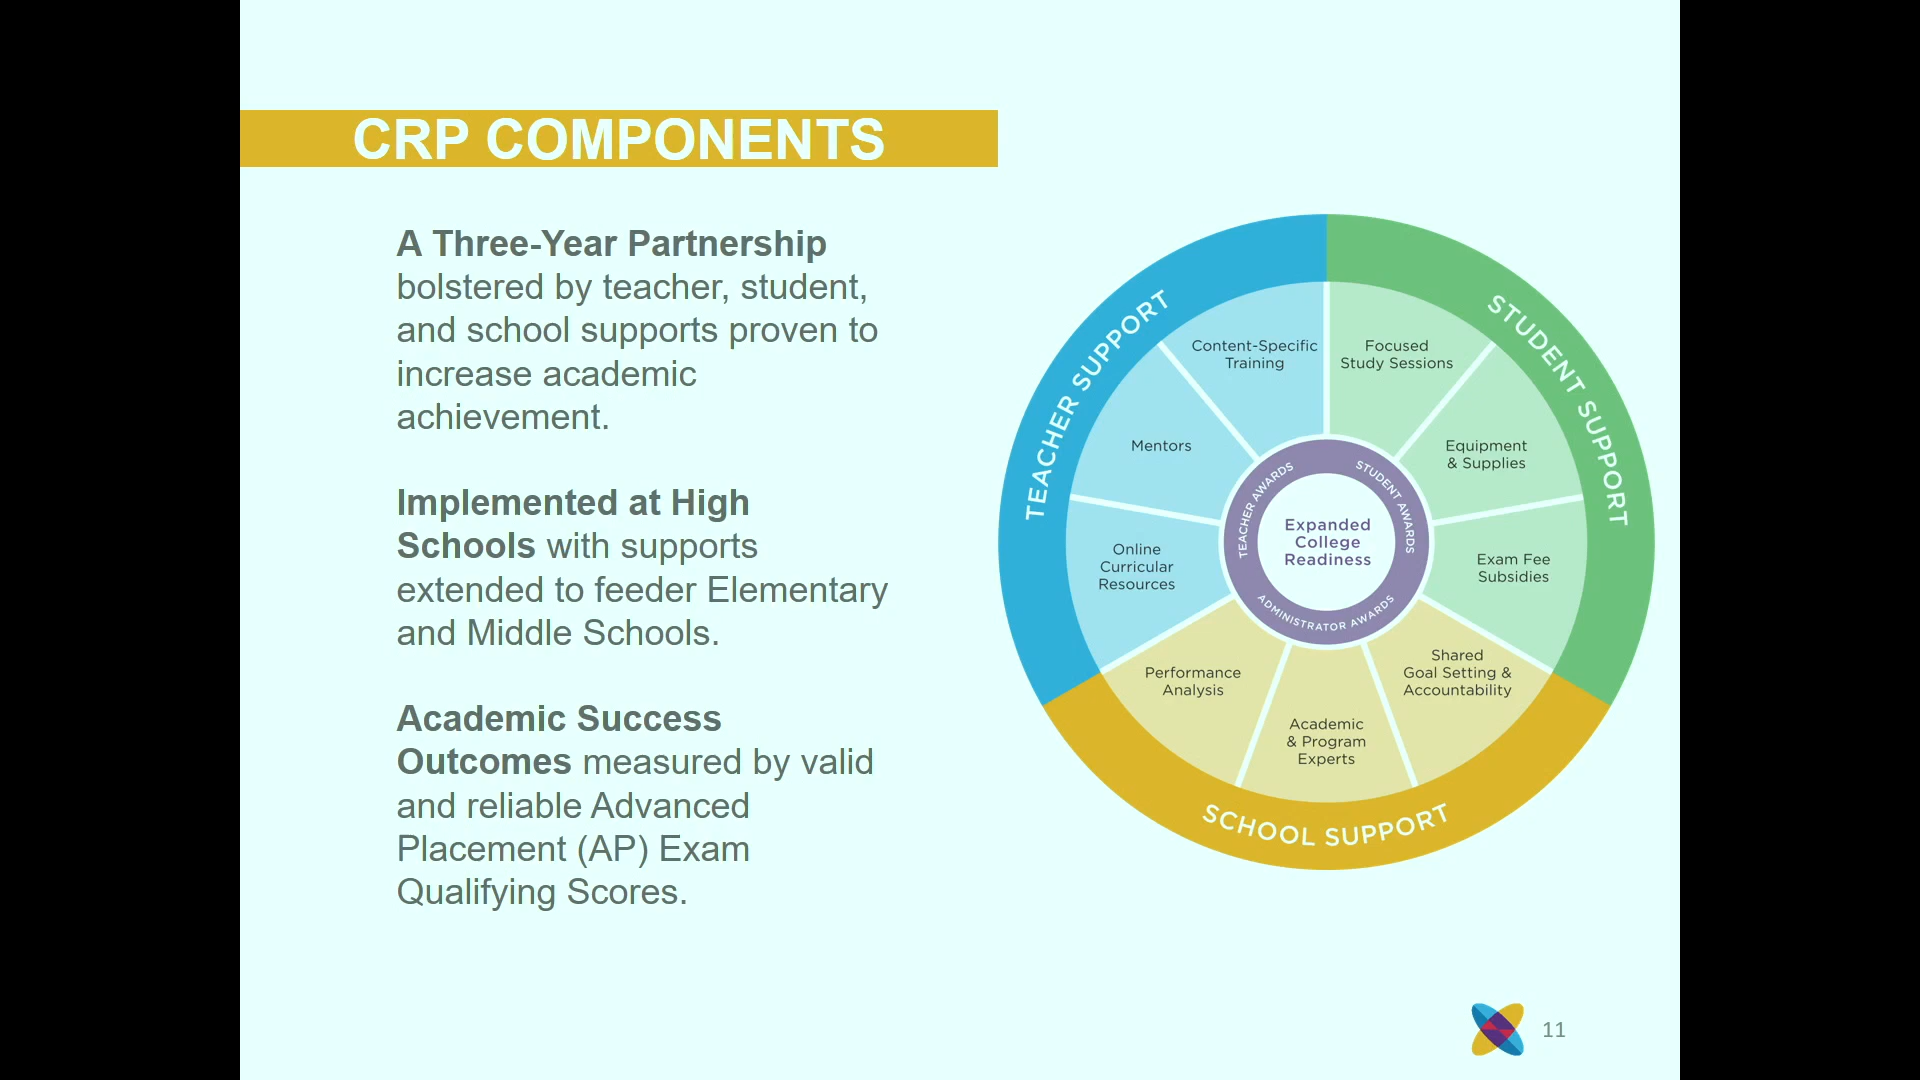 CRP COMPONENTS
A Three-Year Partnership
bolstered by teacher, student,
and school supports proven to
increase academic
achievement.
Implemented at High
Schools with supports
extended to feeder Elementary
and Middle Schools.
Academic Success
Outcomes measured by valid
and reliable Advanced
Placement (AP) Exam
Qualifying Scores.
TEACHER SUPPORT
Content-Specific
Training
Mentors
Online
Curricular
Resources
STUDENT SUPPORT
Focused
Study Sessions
Equipment
& Supplies
Exam Fee
Subsidies
SCHOOL SUPPORT
Shared
Goal Setting &
Accountability
Academic
& Program
Experts
Performance
Analysis
TEACHER AWARDS
STUDENT AWARDS
ADMINISTRATOR AWARDS
Expanded
College
Readiness
11